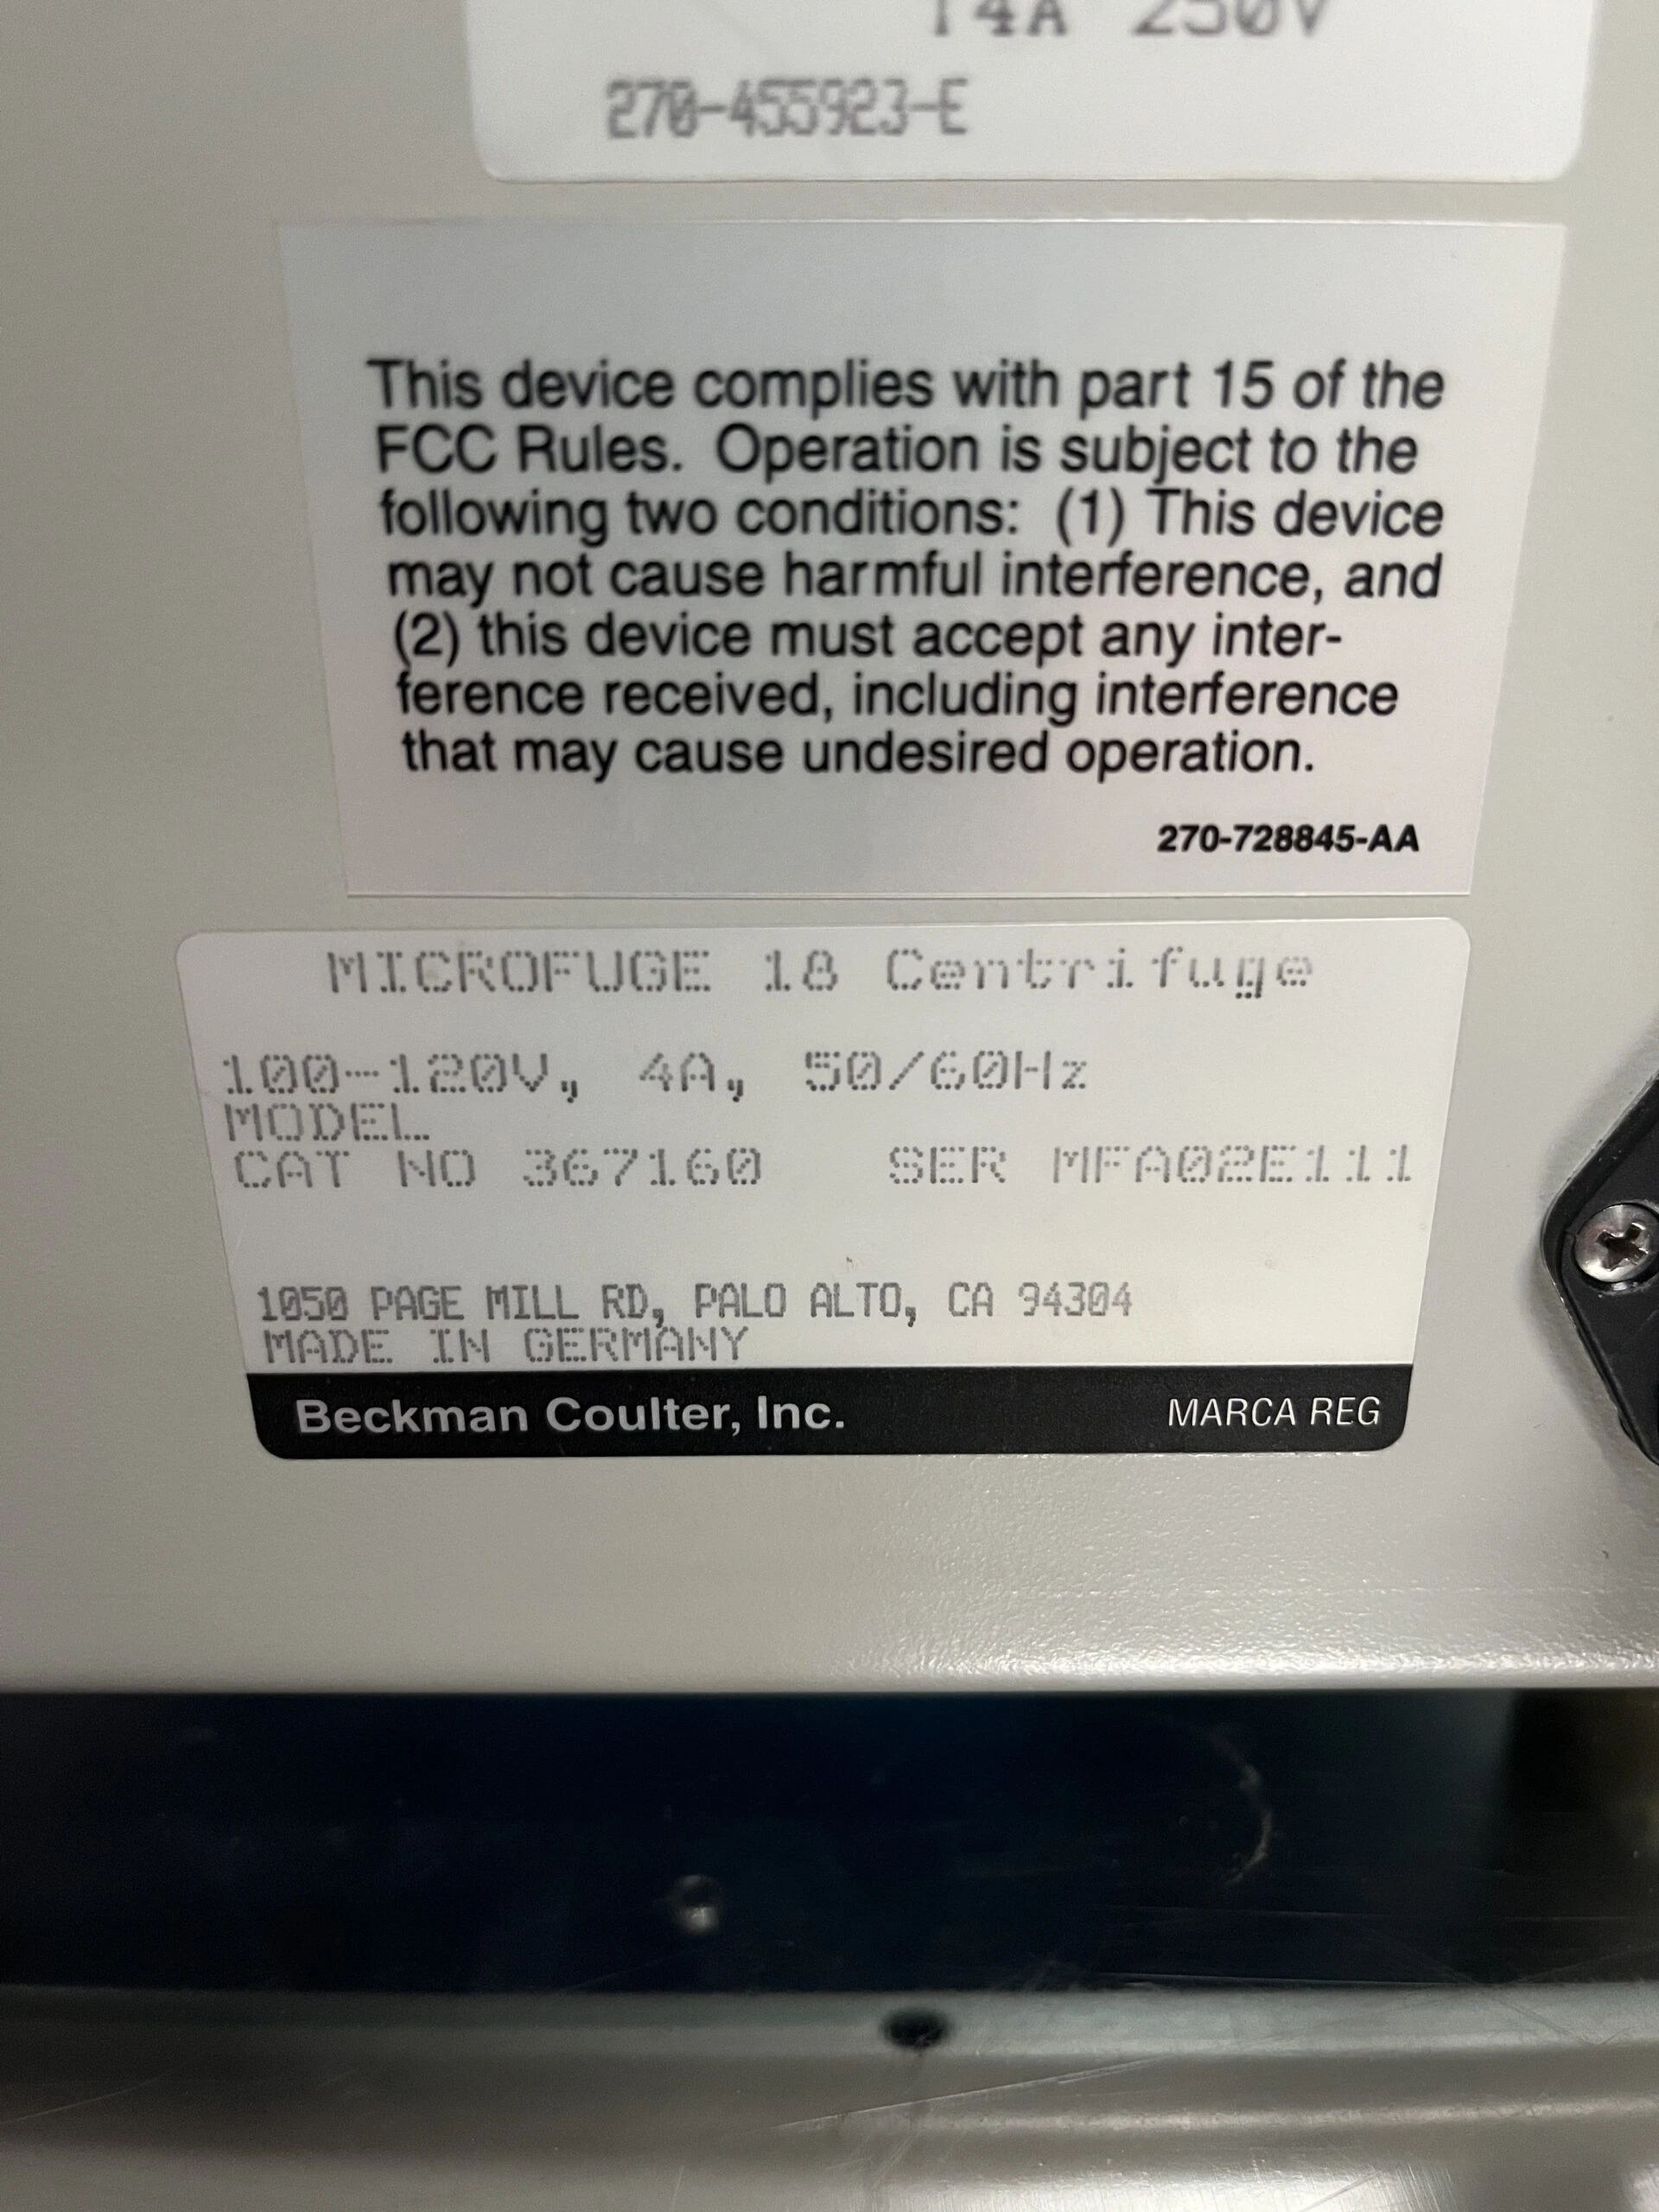 T4A 250V
270-455923-E
This device complies with part 15 of the
FCC Rules. Operation is subject to the
following two conditions: (1) This device
may not cause harmful interference, and
(2) this device must accept any inter-
ference received, including interference
that may cause undesired operation.
270-728845-AA
MICROFUGE 18 Centrifuge
100-120V, 4A, 50/60Hz
MODEL
CAT NO 367160 SER MFA02E111
1050 PAGE MILL RD, PALO ALTO, CA 94304
MADE IN GERMANY
Beckman Coulter, Inc. MARCA REG